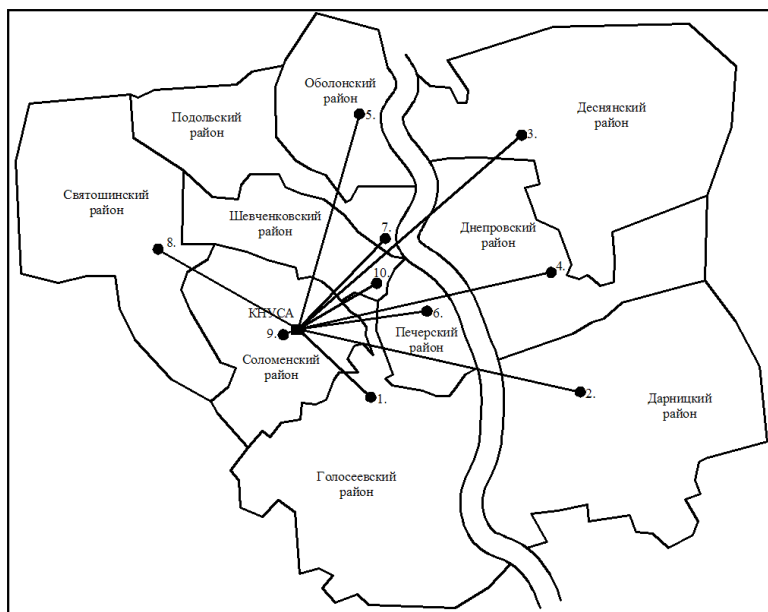 Оболонский
район
5.
Деснянский
район
Подольский
район
3.
Святошинский
район
Шевченковский
район
Днепровский
район
7.
8.
4.
10.
КНУСА
6.
9.
Печерский
район
Соломенский
район
2.
1.
Дарницкий
район
Голосеевский
район